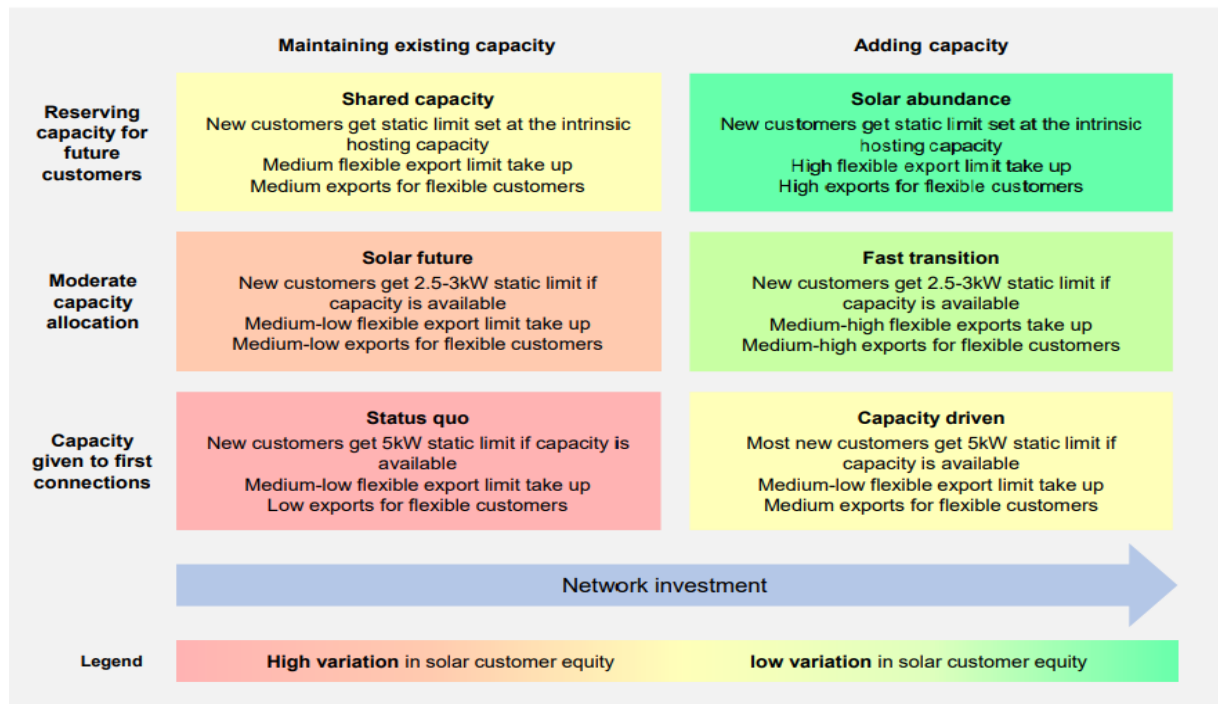 Maintaining existing capacity
Adding capacity
Reserving
capacity for
future
customers
Shared capacity
New customers get static limit set at the intrinsic
hosting capacity
Medium flexible export limit take up
Medium exports for flexible customers
Solar abundance
New customers get static limit set at the intrinsic
hosting capacity
High flexible export limit take up
High exports for flexible customers
Moderate
capacity
allocation
Solar future
New customers get 2.5-3kW static limit if
capacity is available
Medium-low flexible export limit take up
Medium-low exports for flexible customers
Fast transition
New customers get 2.5-3kW static limit if
capacity is available
Medium-high flexible exports take up
Medium-high exports for flexible customers
Capacity
given to first
connections
Status quo
New customers get 5kW static limit if capacity is
available
Medium-low flexible export limit take up
Low exports for flexible customers
Capacity driven
Most new customers get 5kW static limit if
capacity is available
Medium-low flexible export limit take up
Medium exports for flexible customers
Network investment
Legend
High variation in solar customer equity
low variation in solar customer equity